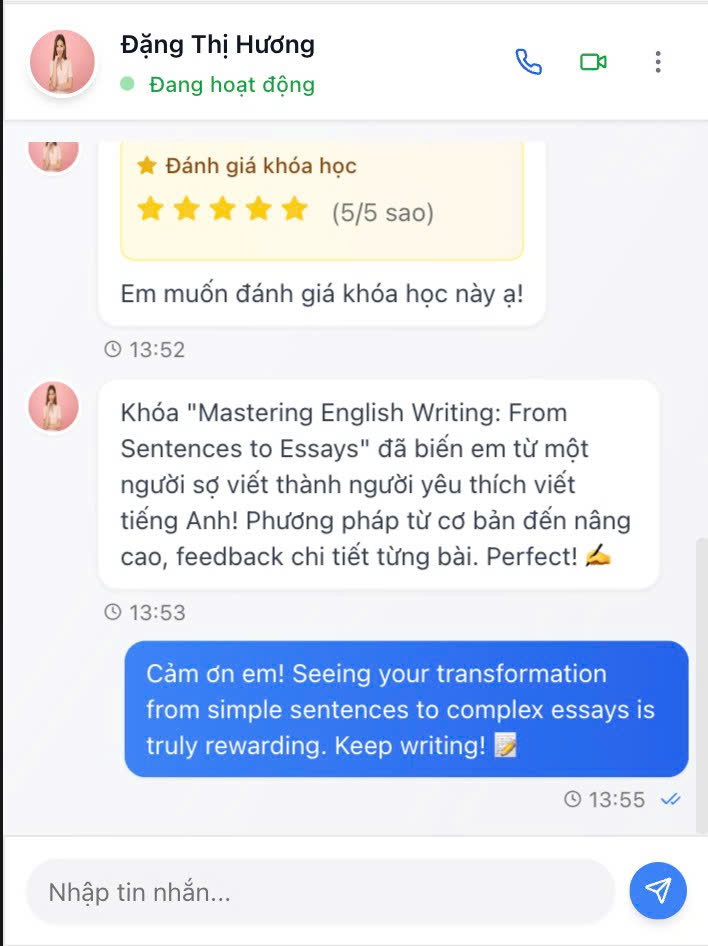 Đặng Thị Hương
Đang hoạt động
Đánh giá khóa học
(5/5 sao)
Em muốn đánh giá khóa học này ạ!
13:52
Khóa "Mastering English Writing: From
Sentences to Essays" đã biến em từ một
người sợ viết thành người yêu thích viết
tiếng Anh! Phương pháp từ cơ bản đến nâng
cao, feedback chi tiết từng bài. Perfect! ✍️
13:53
Cảm ơn em! Seeing your transformation
from simple sentences to complex essays is
truly rewarding. Keep writing! 📝
13:55
Nhập tin nhắn...